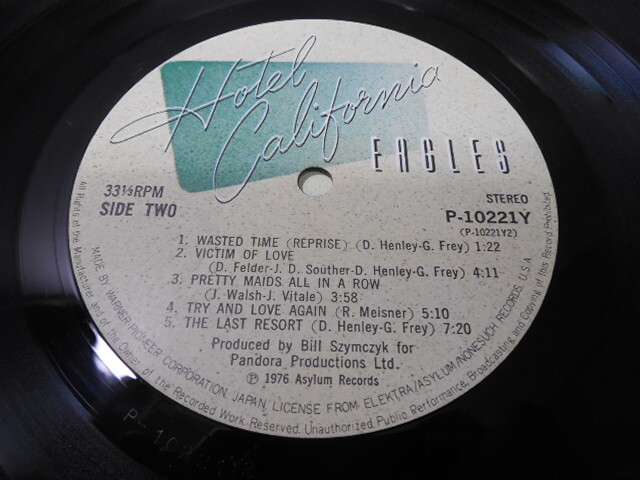 Hotel
California
EAGLES
33⅓RPM
SIDE TWO
STEREO
P-10221Y
(P-10221Y2)
1. WASTED TIME (REPRISE) (D. Henley-G. Frey) 1:22
2. VICTIM OF LOVE
(D. Felder-J. D. Souther-D. Henley-G. Frey) 4:11
3. PRETTY MAIDS ALL IN A ROW
(J. Walsh-J. Vitale) 3:58
4. TRY AND LOVE AGAIN (R. Meisner) 5:10
5. THE LAST RESORT (D. Henley-G. Frey) 7:20
Produced by Bill Szymczyk for
Pandora Productions Ltd.
℗ 1976 Asylum Records
MADE BY WARNER-PIONEER CORPORATION, JAPAN, LICENSE FROM ELEKTRA/ASYLUM/NONESUCH RECORDS, U.S.A.
All Rights of the Manufacturer and of the Owner of the Recorded Work Reserved. Unauthorized Public Performance, Broadcasting and Copying of this Record Prohibited.